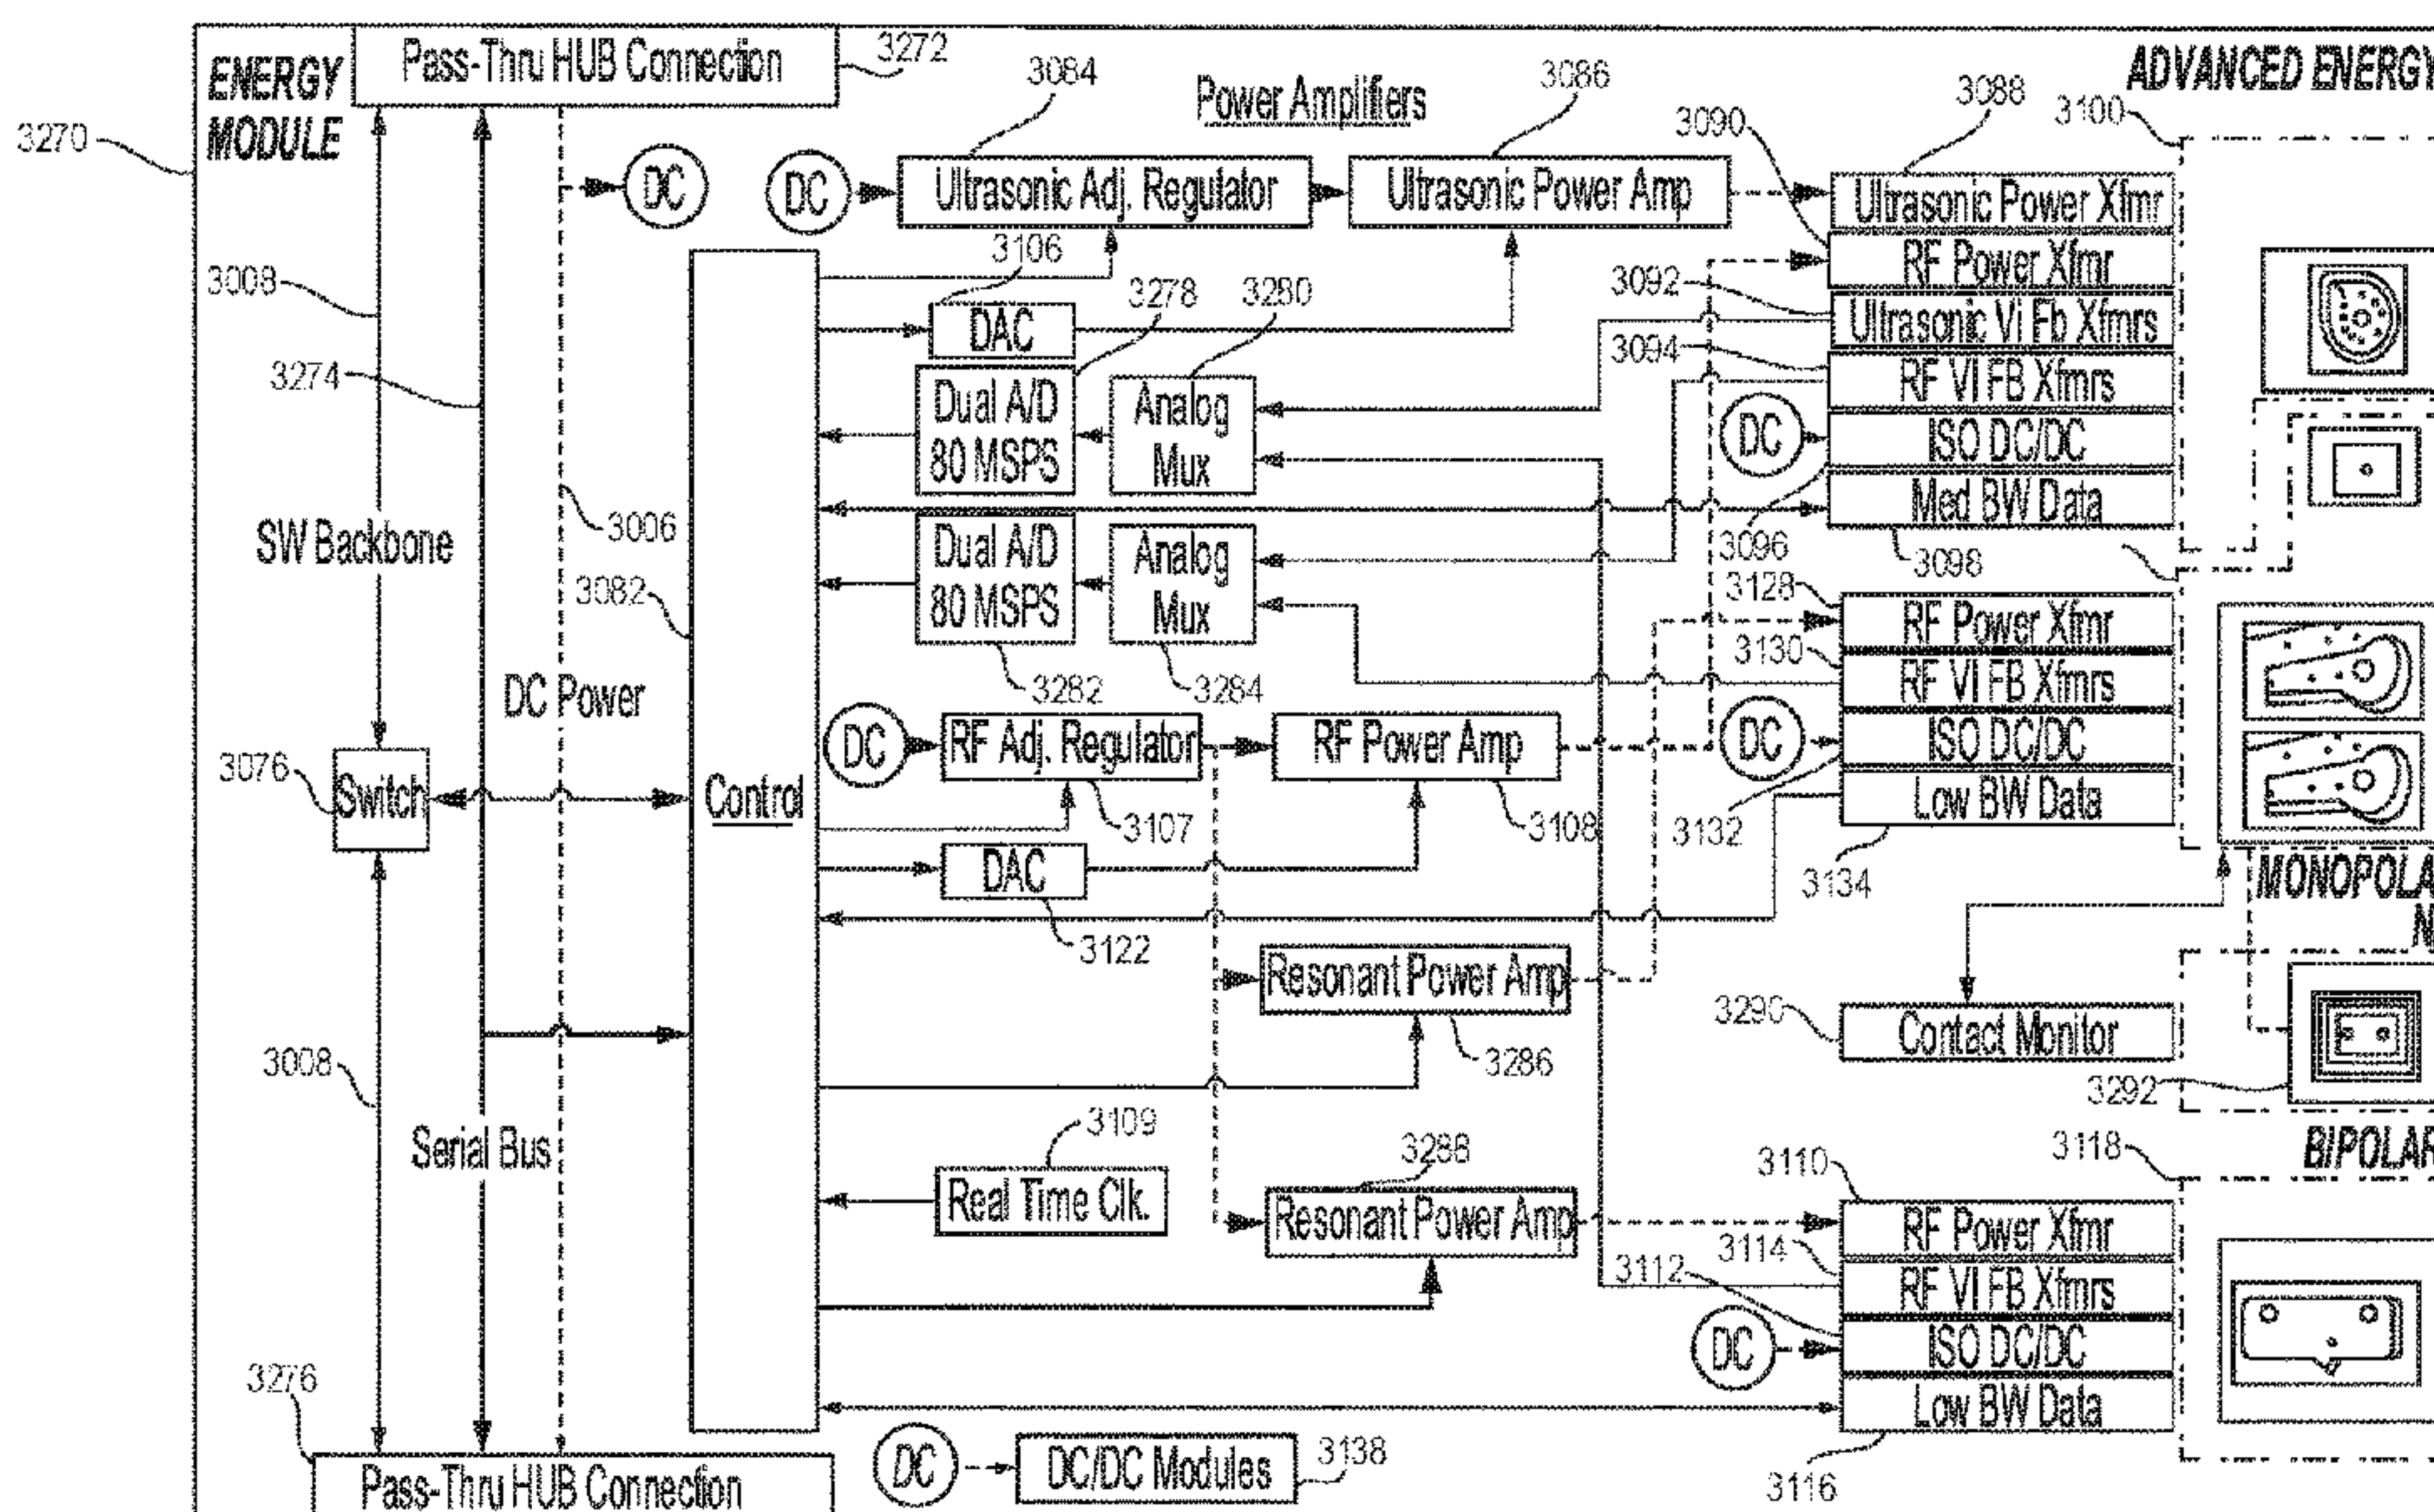 ENERGY
MODULE
Pass-Thru HUB Connection
3272
3270
3084
Power Amplifiers
3086
3088
3090
ADVANCED ENERGY
3100
DC
DC
Ultrasonic Adj. Regulator
Ultrasonic Power Amp
Ultrasonic Power Xfmr
RF Power Xfmr
Ultrasonic Vi Fb Xfmrs
RF VI FB Xfmrs
DC
ISO DC/DC
Med BW Data
3092
3094
3096
3098
3008
3274
3106
DAC
3278
3280
Dual A/D
80 MSPS
Analog
Mux
SW Backbone
3006
3082
Dual A/D
80 MSPS
Analog
Mux
3282
3284
3128
3130
RF Power Xfmr
RF VI FB Xfmrs
DC
ISO DC/DC
Low BW Data
3132
3134
DC Power
DC
RF Adj. Regulator
RF Power Amp
3107
3108
3076
Switch
Control
DAC
3122
MONOPOLA
N
Resonant Power Amp
3286
3290
Contact Monitor
3292
3008
Serial Bus
3109
Real Time Clk.
3288
Resonant Power Amp
3118
BIPOLAR
3110
3114
3112
RF Power Xfmr
RF VI FB Xfmrs
DC
ISO DC/DC
Low BW Data
3116
3276
Pass-Thru HUB Connection
DC
DC/DC Modules
3138